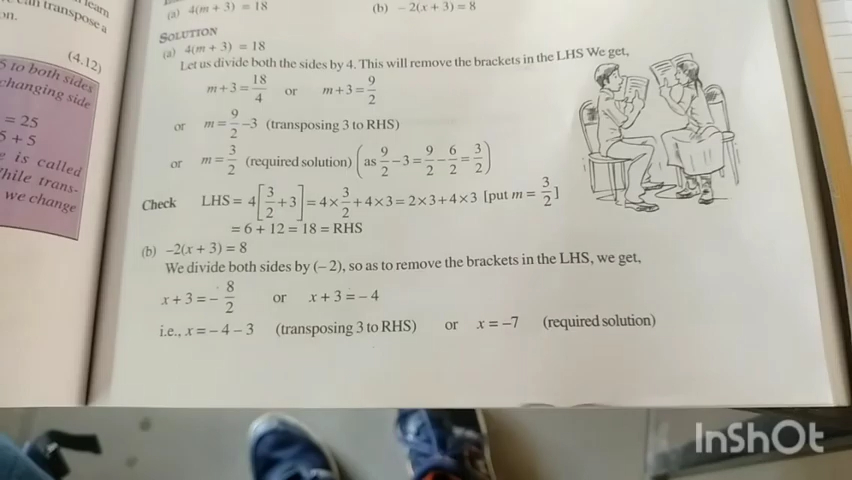 learn
can transpose a
on.
(4.12)
5 to both sides
changing side
= 25
5 + 5
e is called
While trans-
we change
(a) 4(m + 3) = 18 (b) – 2(x + 3) = 8
SOLUTION
(a) 4(m + 3) = 18
Let us divide both the sides by 4. This will remove the brackets in the LHS We get,
m + 3 = 18/4 or m + 3 = 9/2
or m = 9/2 – 3 (transposing 3 to RHS)
or m = 3/2 (required solution) (as 9/2 – 3 = 9/2 – 6/2 = 3/2)
Check LHS = 4[3/2 + 3] = 4 × 3/2 + 4 × 3 = 2 × 3 + 4 × 3 [put m = 3/2]
= 6 + 12 = 18 = RHS
(b) –2(x + 3) = 8
We divide both sides by (– 2), so as to remove the brackets in the LHS, we get,
x + 3 = – 8/2 or x + 3 = – 4
i.e., x = – 4 – 3 (transposing 3 to RHS) or x = –7 (required solution)
InShOt